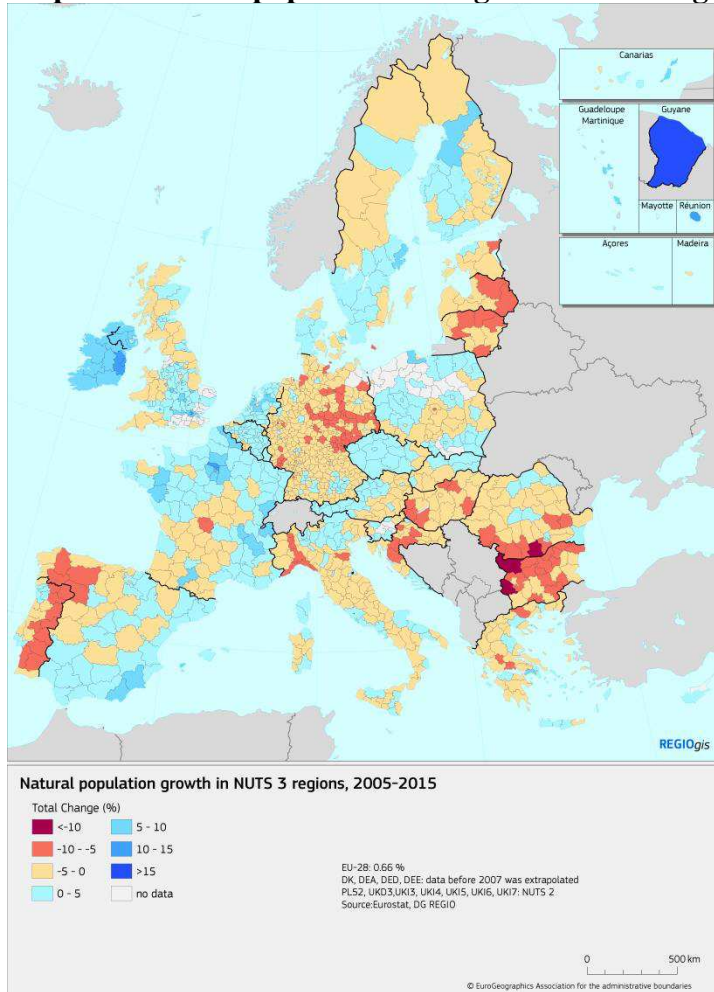 population
Canarias
Guadeloupe
Martinique
Guyane
Mayotte
Réunion
Açores
Madeira
REGIOgis
Natural population growth in NUTS 3 regions, 2005-2015
Total Change (%)
<-10
5 - 10
-10 - -5
10 - 15
-5 - 0
>15
0 - 5
no data
EU-28: 0.66 %
DK, DEA, DED, DEE: data before 2007 was extrapolated
PL52, UKD3,UKI3, UKI4, UKI5, UKI6, UKI7: NUTS 2
Source:Eurostat, DG REGIO
0
500 km
© EuroGeographics Association for the administrative boundaries